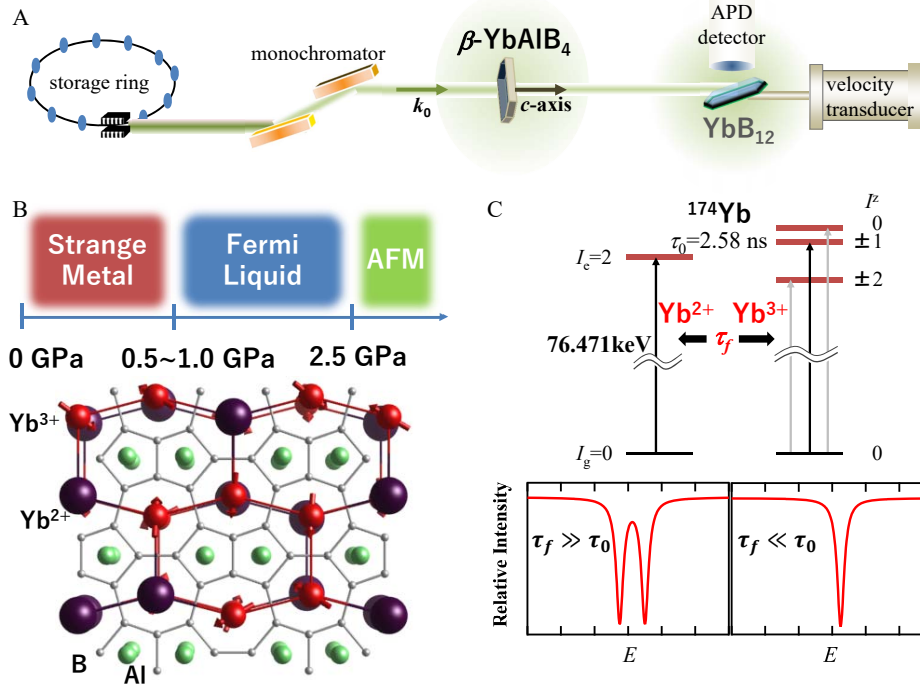 A
storage ring
monochromator
k₀
β-YbAlB₄
c-axis
APD
detector
YbB₁₂
velocity
transducer
B
Strange
Metal
Fermi
Liquid
AFM
0 GPa
0.5~1.0 GPa
2.5 GPa
Yb³⁺
Yb²⁺
B
Al
C
¹⁷⁴Yb
τ₀=2.58 ns
Iᶻ
0
±1
±2
Iₑ=2
Yb²⁺
Yb³⁺
τf
76.471keV
Ig=0
0
Relative Intensity
τf ≫ τ₀
τf ≪ τ₀
E
E